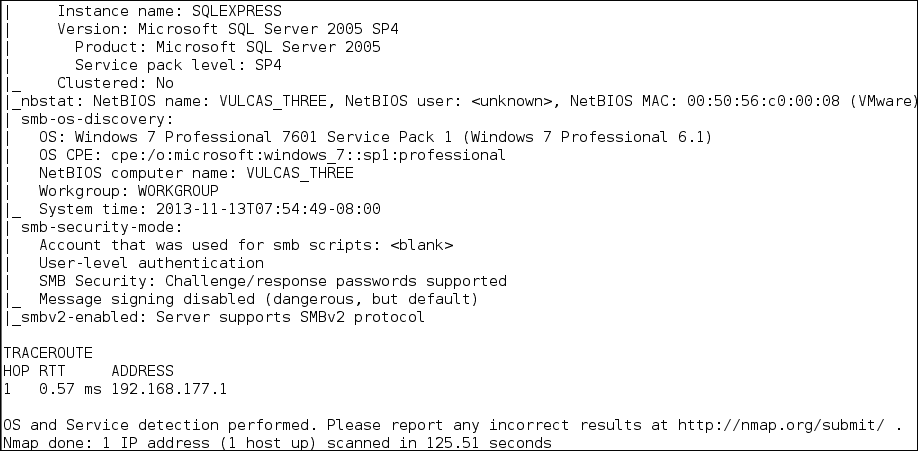 |     Instance name: SQLEXPRESS
|     Version: Microsoft SQL Server 2005 SP4
|       Product: Microsoft SQL Server 2005
|       Service pack level: SP4
|_    Clustered: No
|_nbstat: NetBIOS name: VULCAS_THREE, NetBIOS user: <unknown>, NetBIOS MAC: 00:50:56:c0:00:08 (VMware)
| smb-os-discovery:
|   OS: Windows 7 Professional 7601 Service Pack 1 (Windows 7 Professional 6.1)
|   OS CPE: cpe:/o:microsoft:windows_7::sp1:professional
|   NetBIOS computer name: VULCAS_THREE
|   Workgroup: WORKGROUP
|_  System time: 2013-11-13T07:54:49-08:00
| smb-security-mode:
|   Account that was used for smb scripts: <blank>
|   User-level authentication
|   SMB Security: Challenge/response passwords supported
|_  Message signing disabled (dangerous, but default)
|_smbv2-enabled: Server supports SMBv2 protocol

TRACEROUTE
HOP RTT     ADDRESS
1   0.57 ms 192.168.177.1

OS and Service detection performed. Please report any incorrect results at http://nmap.org/submit/ .
Nmap done: 1 IP address (1 host up) scanned in 125.51 seconds